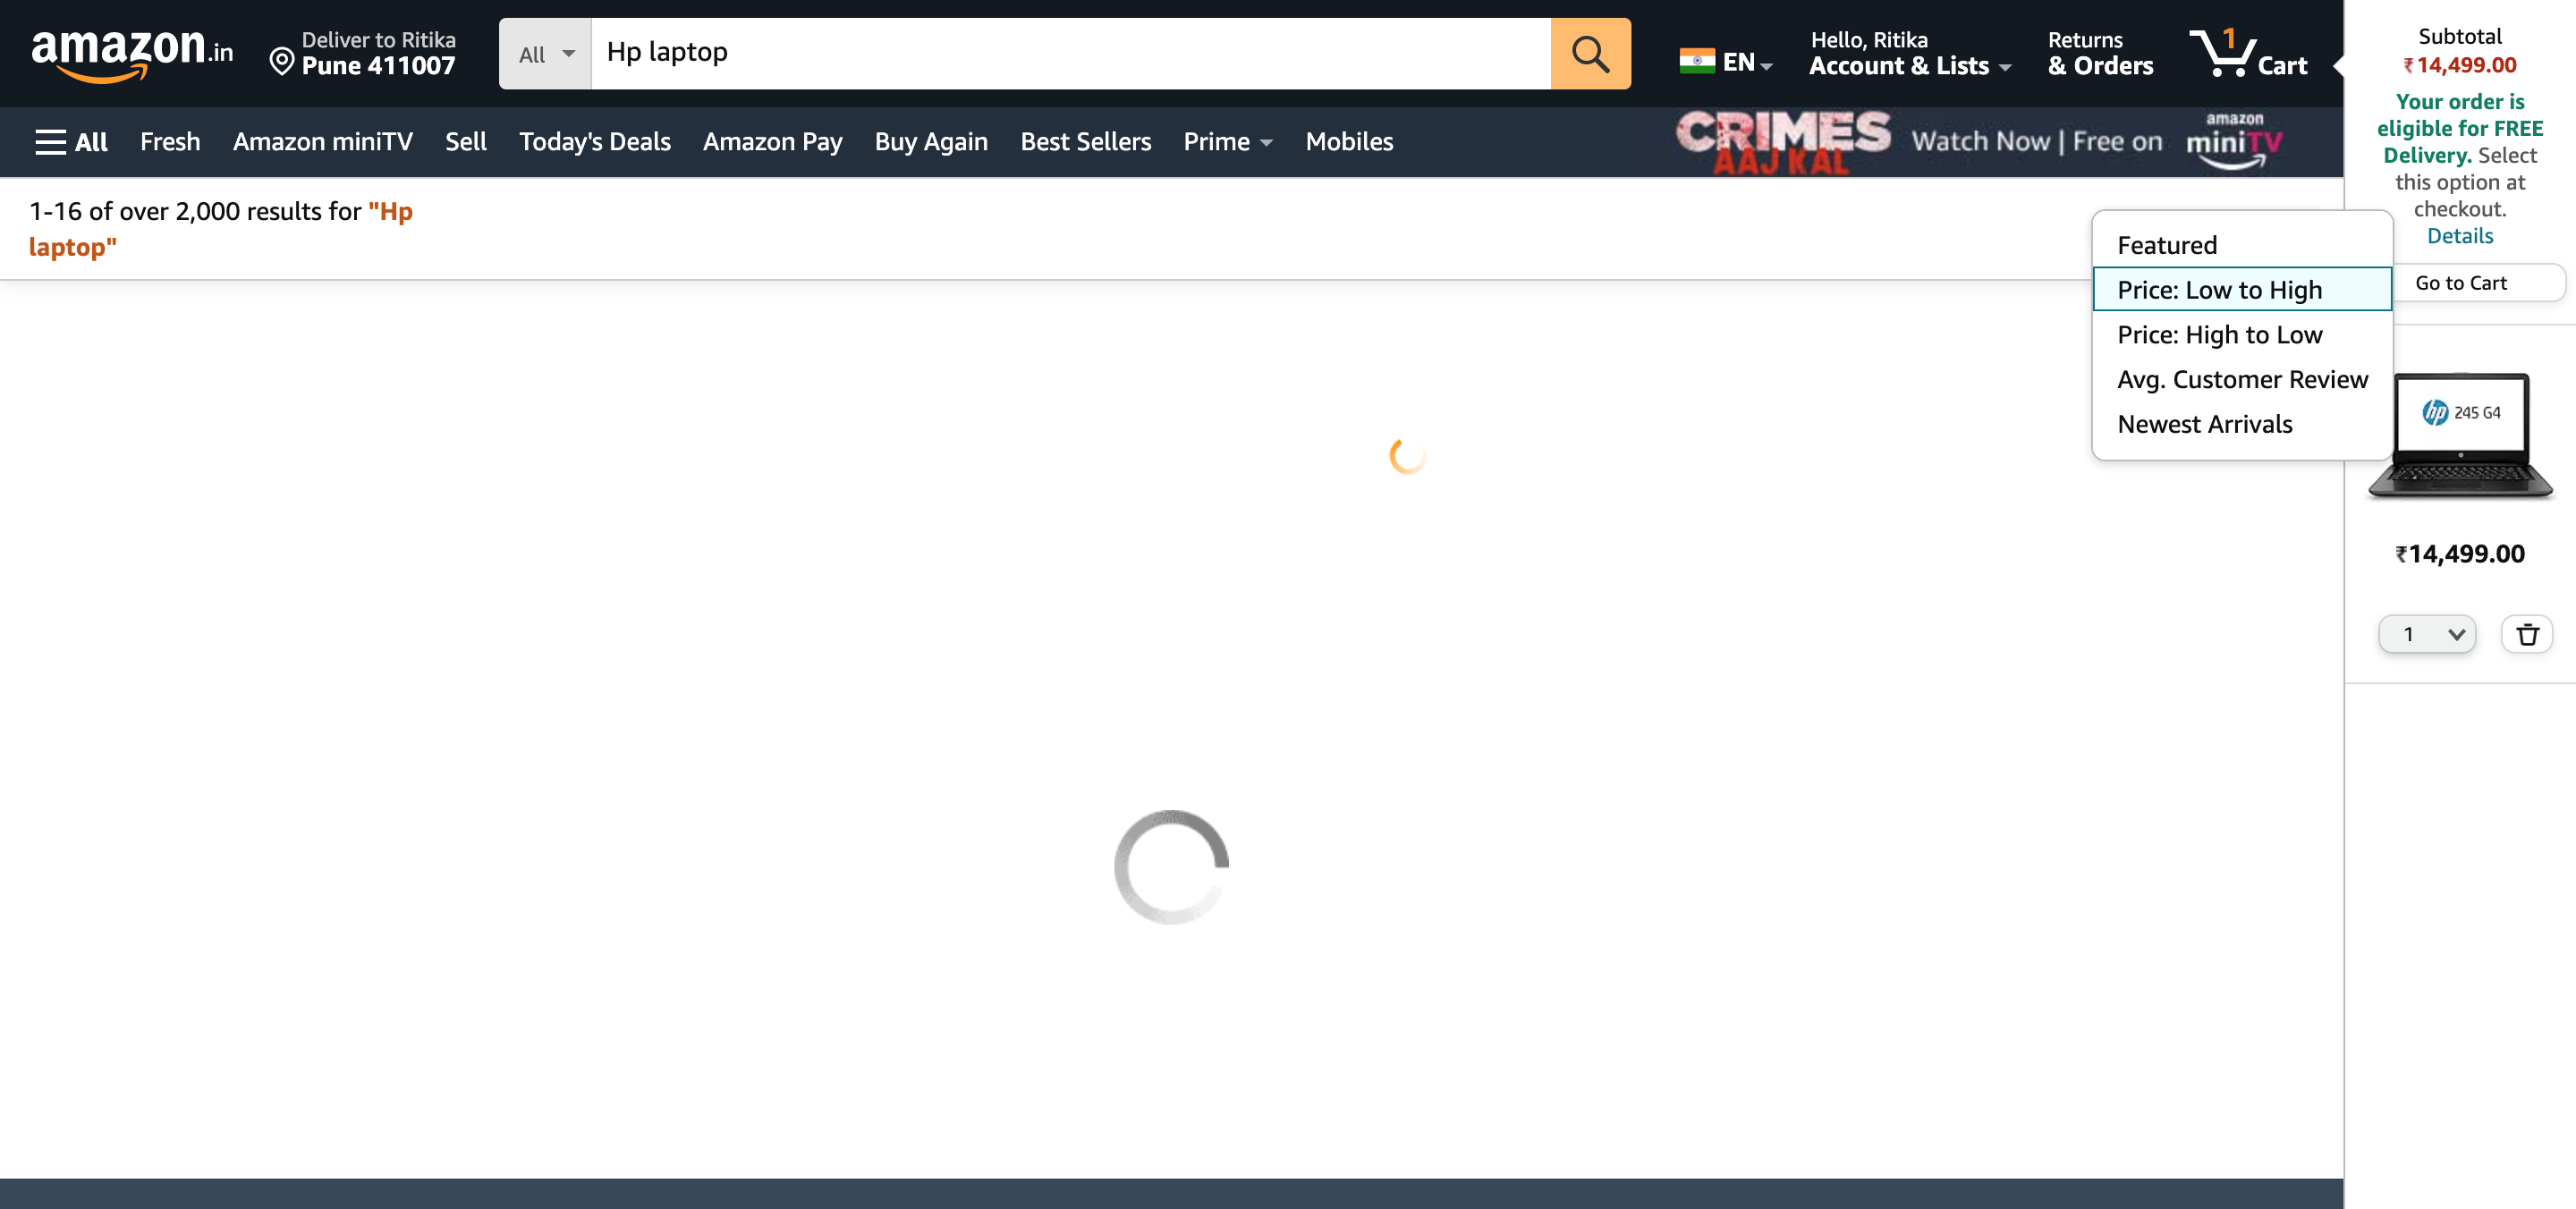 amazon.in
Deliver to Ritika
Pune 411007
All
Hp laptop
EN
Hello, Ritika
Account & Lists
Returns
& Orders
1
Cart
All
Fresh
Amazon miniTV
Sell
Today's Deals
Amazon Pay
Buy Again
Best Sellers
Prime
Mobiles
CRIMES
AAJ KAL
Watch Now | Free on
amazon
miniTV
1-16 of over 2,000 results for "Hp
laptop"
Featured
Price: Low to High
Price: High to Low
Avg. Customer Review
Newest Arrivals
Subtotal
₹14,499.00
Your order is
eligible for FREE
Delivery. Select
this option at
checkout.
Details
Go to Cart
hp 245 G4
₹14,499.00
1